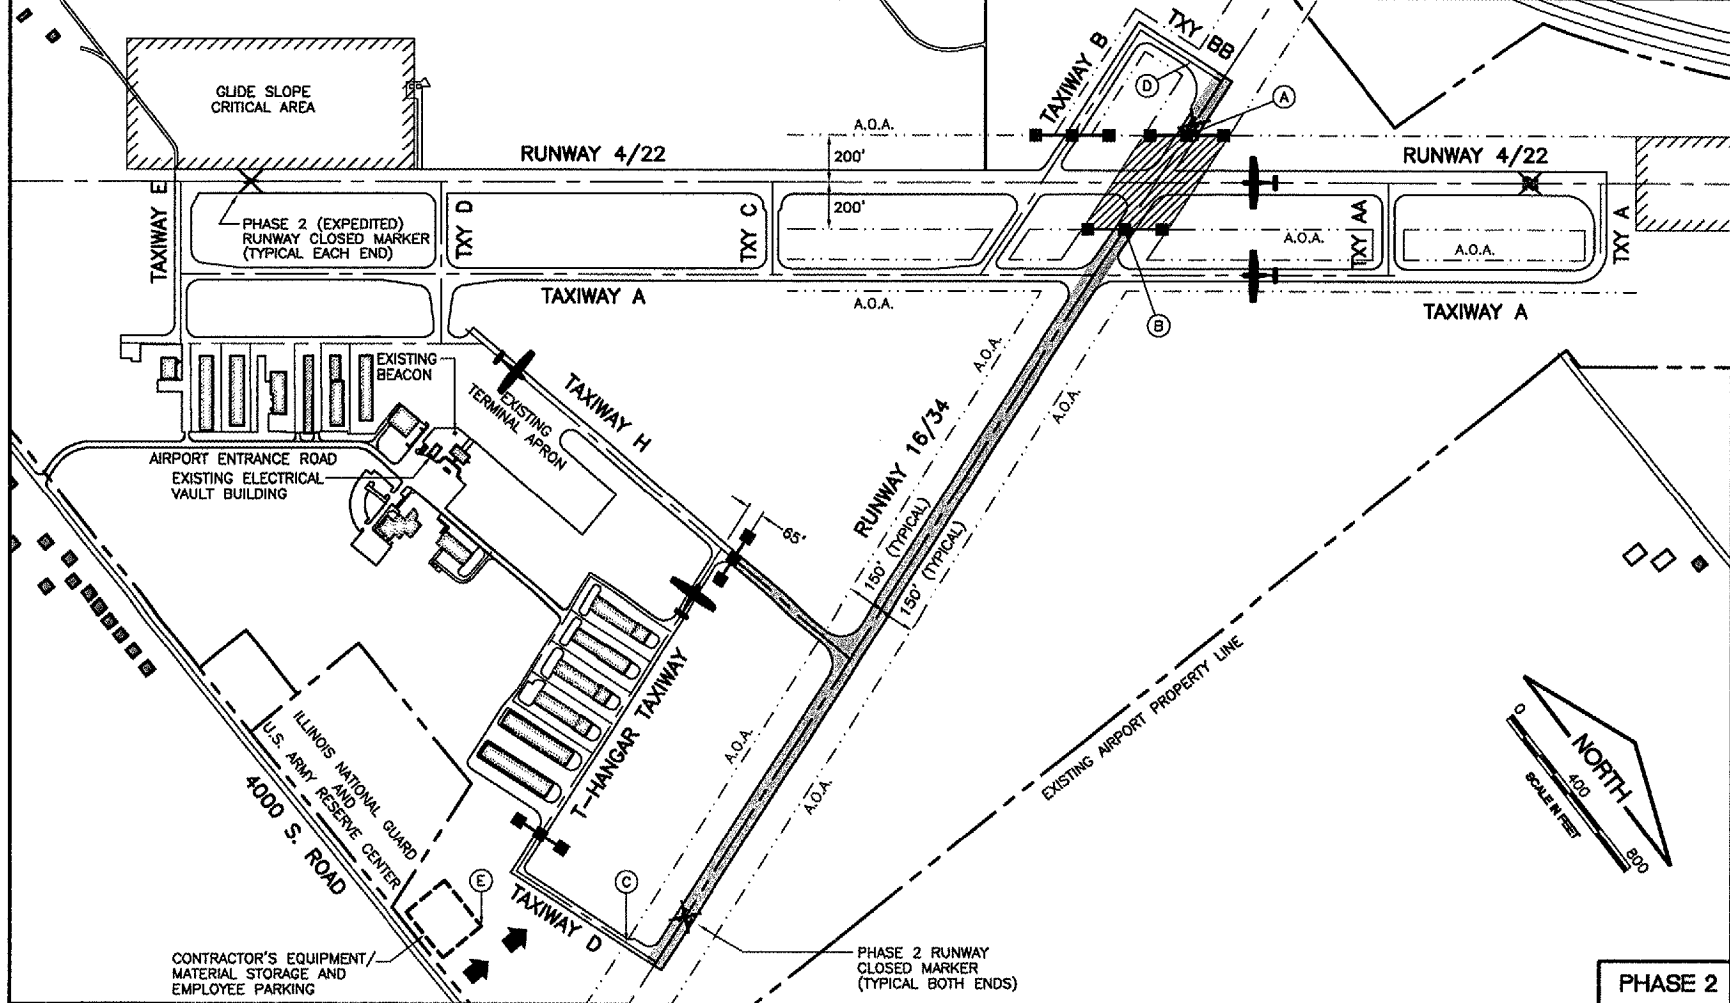 GLIDE SLOPE
CRITICAL AREA
TAXIWAY B
TXY BB
D
A
A.O.A.
RUNWAY 4/22
200'
200'
RUNWAY 4/22
TAXIWAY E
PHASE 2 (EXPEDITED)
RUNWAY CLOSED MARKER
(TYPICAL EACH END)
TXY D
TXY C
A.O.A.
TXY AA
A.O.A.
TXY A
TAXIWAY A
A.O.A.
B
TAXIWAY A
EXISTING
BEACON
TAXIWAY H
EXISTING
TERMINAL APRON
A.O.A.
A.O.A.
AIRPORT ENTRANCE ROAD
EXISTING ELECTRICAL
VAULT BUILDING
RUNWAY 16/34
65'
150' (TYPICAL)
150' (TYPICAL)
T-HANGAR TAXIWAY
A.O.A.
A.O.A.
EXISTING AIRPORT PROPERTY LINE
ILLINOIS NATIONAL GUARD
AND
U.S. ARMY RESERVE CENTER
4000 S. ROAD
NORTH
0
400
800
SCALE IN FEET
E
C
TAXIWAY D
CONTRACTOR'S EQUIPMENT/
MATERIAL STORAGE AND
EMPLOYEE PARKING
PHASE 2 RUNWAY
CLOSED MARKER
(TYPICAL BOTH ENDS)
PHASE 2